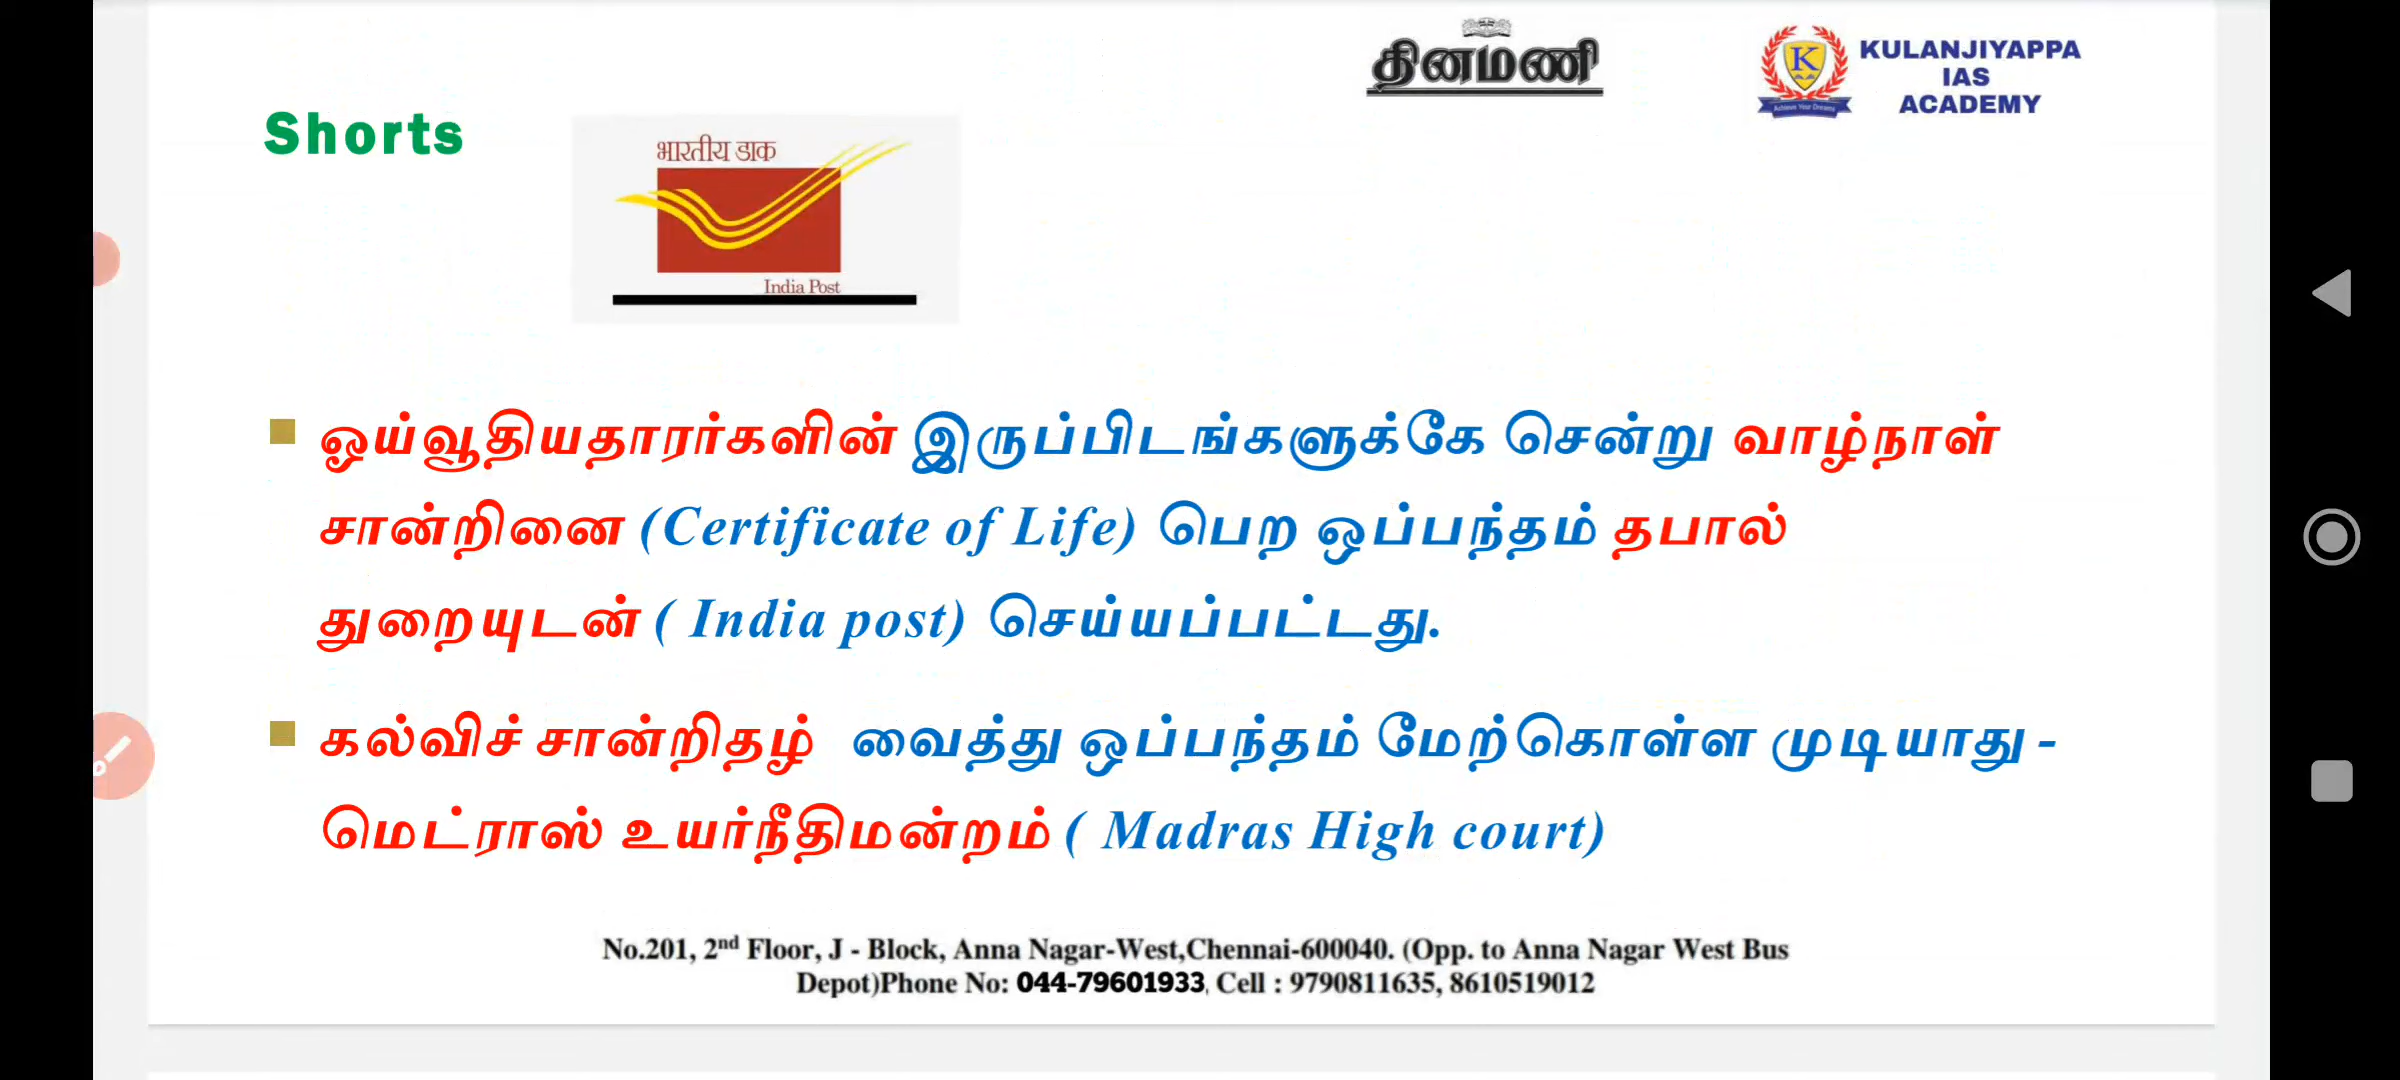 தினமணி
KULANJIYAPPA
IAS
ACADEMY
Achieve Your Dreams
Shorts
भारतीय डाक
India Post
ஓய்வூதியதாரர்களின் இருப்பிடங்களுக்கே சென்று வாழ்நாள்
சான்றினை (Certificate of Life) பெற ஒப்பந்தம் தபால்
துறையுடன் ( India post) செய்யப்பட்டது.
கல்விச் சான்றிதழ் வைத்து ஒப்பந்தம் மேற்கொள்ள முடியாது -
மெட்ராஸ் உயர்நீதிமன்றம் ( Madras High court)
No.201, 2nd Floor, J - Block, Anna Nagar-West,Chennai-600040. (Opp. to Anna Nagar West Bus
Depot)Phone No: 044-79601933, Cell : 9790811635, 8610519012